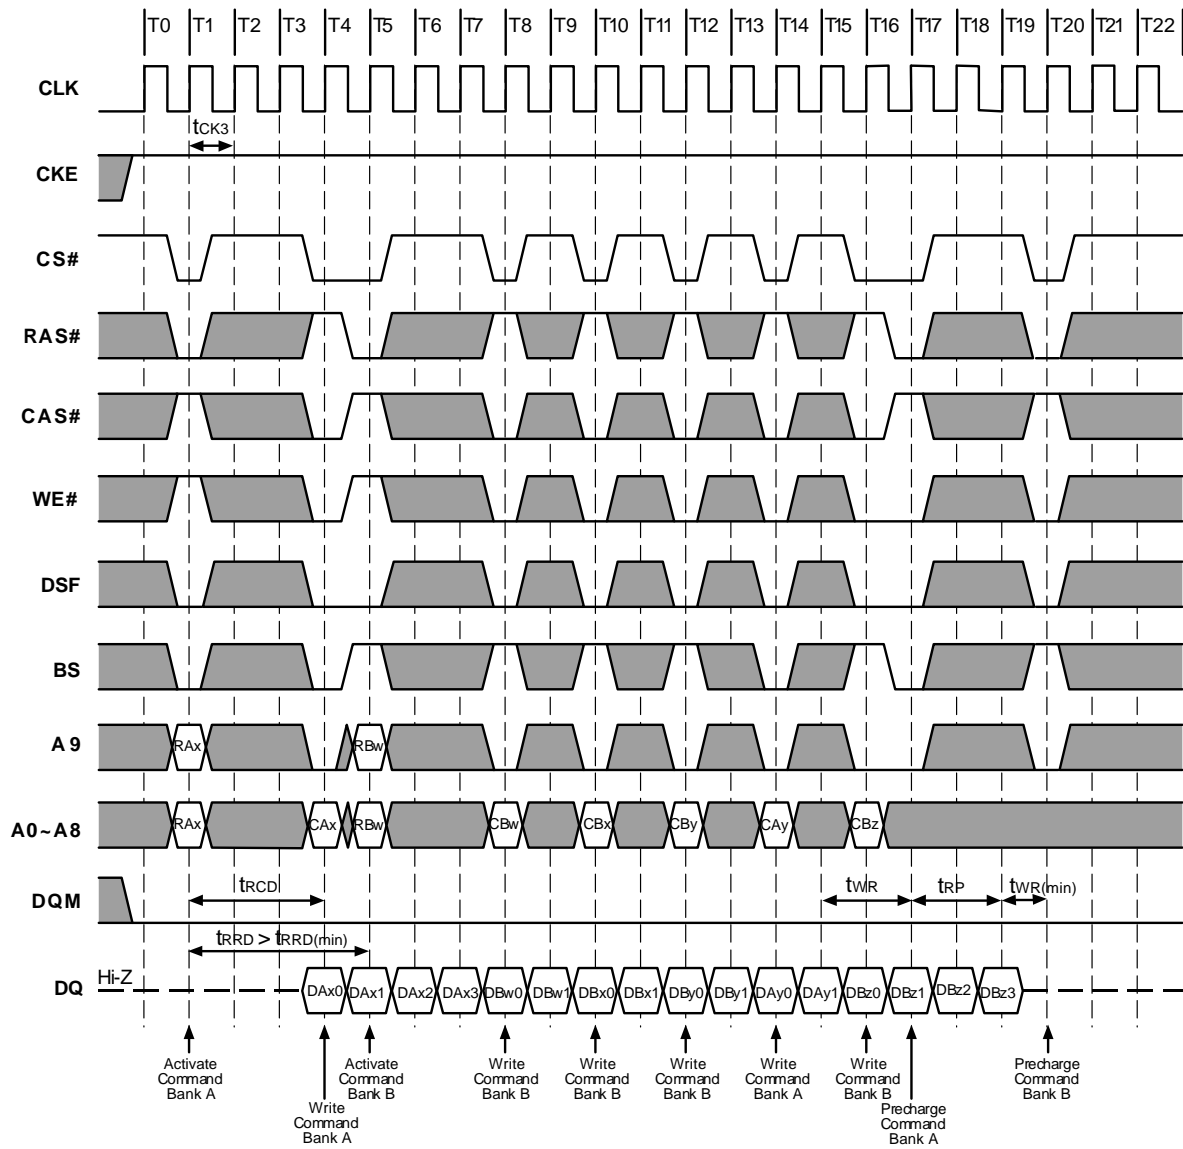 T0 T1 T2 T3 T4 T5 T6 T7 T8 T9 T10 T11 T12 T13 T14 T15 T16 T17 T18 T19 T20 T21 T22
CLK
tCK3
CKE
CS#
RAS#
CAS#
WE#
DSF
BS
A9
RAx RBw
A0~A8
RAx CAx RBw CBw CBx CBy CAy CBz
DQM
tRCD tWR tRP tWR(min)
tRRD > tRRD(min)
DQ
Hi-Z
DAx0 DAx1 DAx2 DAx3 DBw0 DBw1 DBx0 DBx1 DBy0 DBy1 DAy0 DAy1 DBz0 DBz1 DBz2 DBz3
Activate
Command
Bank A
Write
Command
Bank A
Activate
Command
Bank B
Write
Command
Bank B
Write
Command
Bank B
Write
Command
Bank B
Write
Command
Bank A
Write
Command
Bank B
Precharge
Command
Bank A
Precharge
Command
Bank B